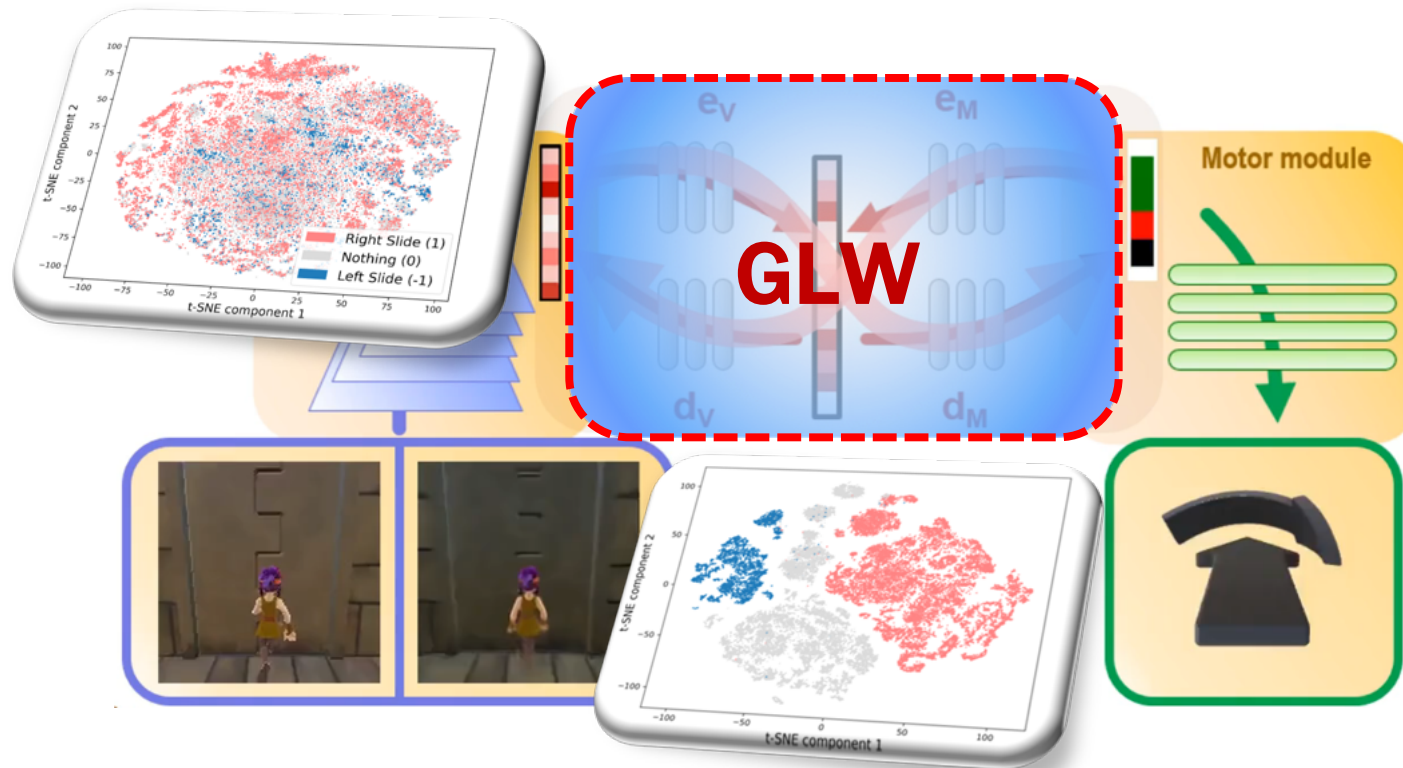 100
75
50
25
0
−25
−50
−75
−100
t-SNE component 2
Right Slide (1)
Nothing (0)
Left Slide (-1)
−100 −75 −50 −25 0 25 50 75 100
t-SNE component 1
eV
eM
GLW
dV
dM
Motor module
100
50
0
−50
−100
t-SNE component 2
−100 −50 0 50 100
t-SNE component 1